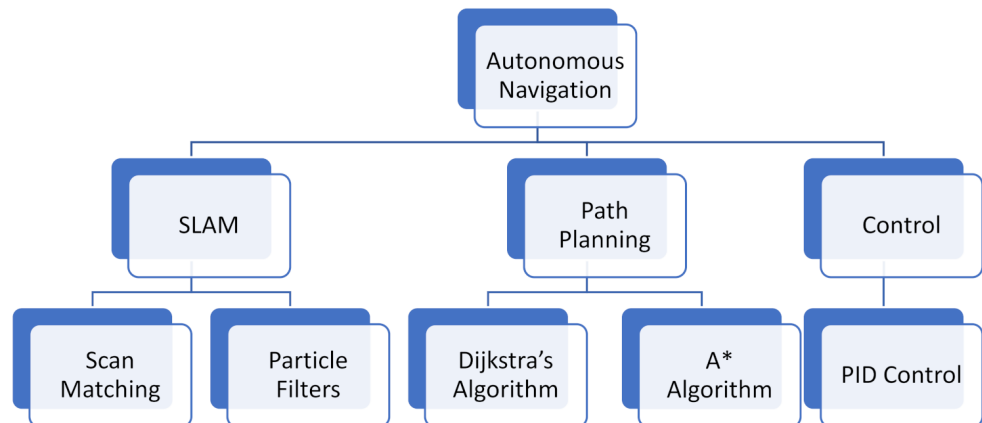 Autonomous
Navigation
SLAM
Path
Planning
Control
Scan
Matching
Particle
Filters
Dijkstra’s
Algorithm
A*
Algorithm
PID Control